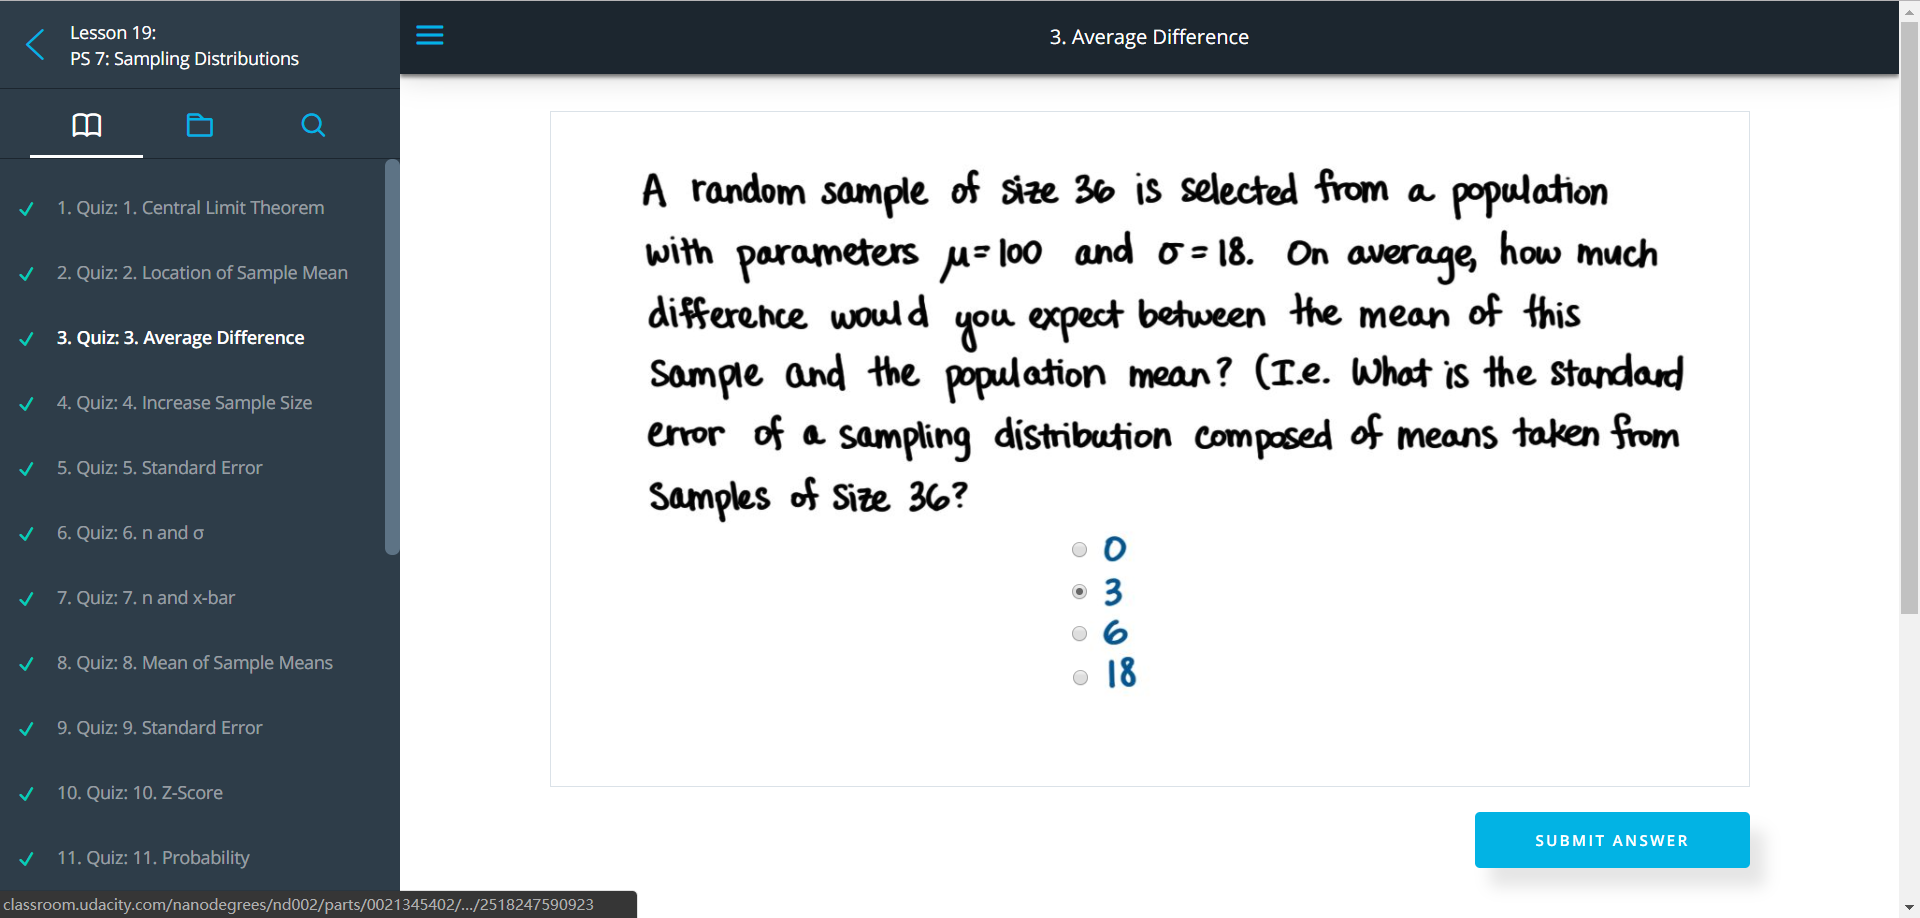 Lesson 19:
PS 7: Sampling Distributions
1. Quiz: 1. Central Limit Theorem
2. Quiz: 2. Location of Sample Mean
3. Quiz: 3. Average Difference
4. Quiz: 4. Increase Sample Size
5. Quiz: 5. Standard Error
6. Quiz: 6. n and σ
7. Quiz: 7. n and x-bar
8. Quiz: 8. Mean of Sample Means
9. Quiz: 9. Standard Error
10. Quiz: 10. Z-Score
11. Quiz: 11. Probability
classroom.udacity.com/nanodegrees/nd002/parts/0021345402/.../2518247590923
3. Average Difference
A random sample of size 36 is selected from a population
with parameters μ=100 and σ=18. On average, how much
difference would you expect between the mean of this
Sample and the population mean? (I.e. What is the standard
error of a sampling distribution composed of means taken from
Samples of Size 36?
0
3
6
18
SUBMIT ANSWER